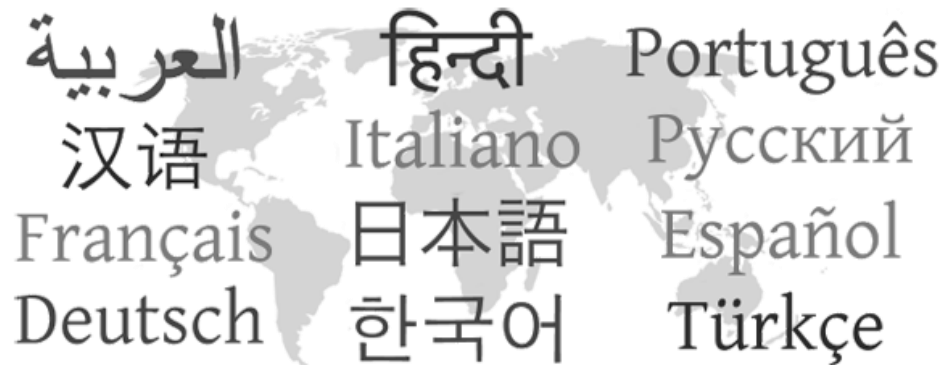 العربية हिन्दी Português
汉语 Italiano Русский
Français 日本語 Español
Deutsch 한국어 Türkçe